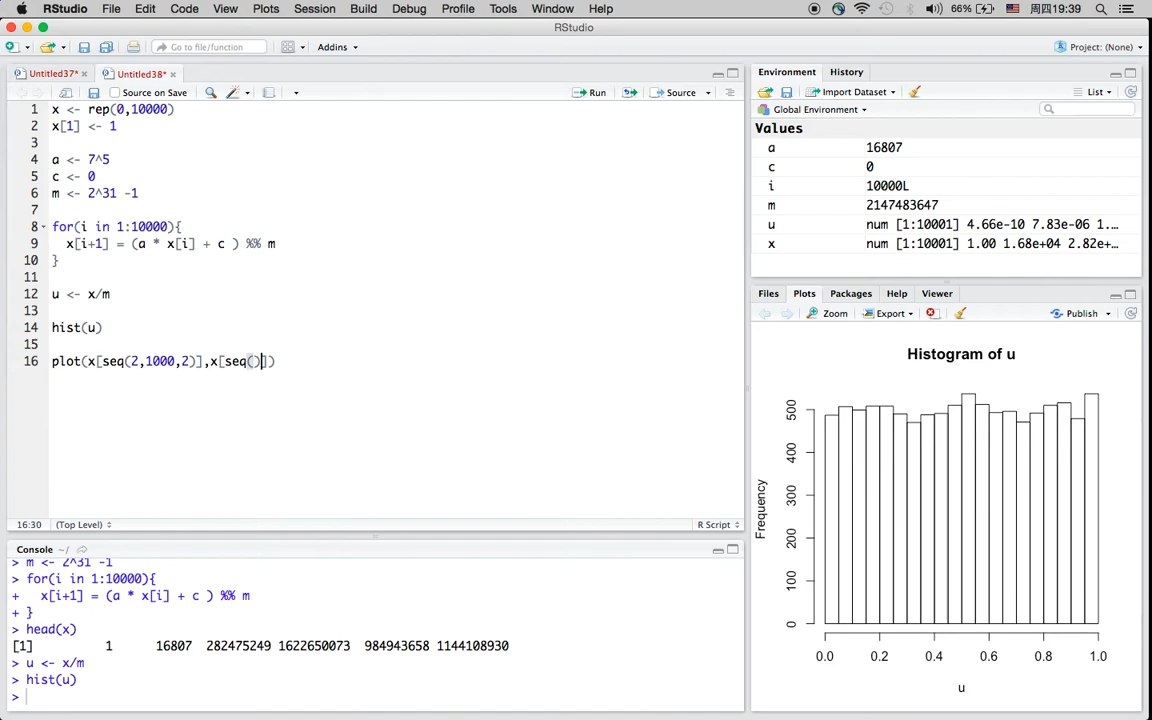 RStudio File Edit Code View Plots Session Build Debug Profile Tools Window Help 66% 周四19:39
RStudio
Go to file/function Addins Project: (None)
Untitled37* Untitled38*
Source on Save Run Source
1 x <- rep(0,10000)
2 x[1] <- 1
3
4 a <- 7^5
5 c <- 0
6 m <- 2^31 -1
7
8 for(i in 1:10000){
9 x[i+1] = (a * x[i] + c ) %% m
10 }
11
12 u <- x/m
13
14 hist(u)
15
16 plot(x[seq(2,1000,2)],x[seq()])
16:30 (Top Level) R Script
Console ~/
> m <- 2^31 -1
> for(i in 1:10000){
+ x[i+1] = (a * x[i] + c ) %% m
+ }
> head(x)
[1] 1 16807 282475249 1622650073 984943658 1144108930
> u <- x/m
> hist(u)
>
Environment History
Import Dataset List
Global Environment
Values
a 16807
c 0
i 10000L
m 2147483647
u num [1:10001] 4.66e-10 7.83e-06 1.…
x num [1:10001] 1.00 1.68e+04 2.82e+…
Files Plots Packages Help Viewer
Zoom Export Publish
Histogram of u
Frequency
500
400
300
200
100
0
0.0 0.2 0.4 0.6 0.8 1.0
u